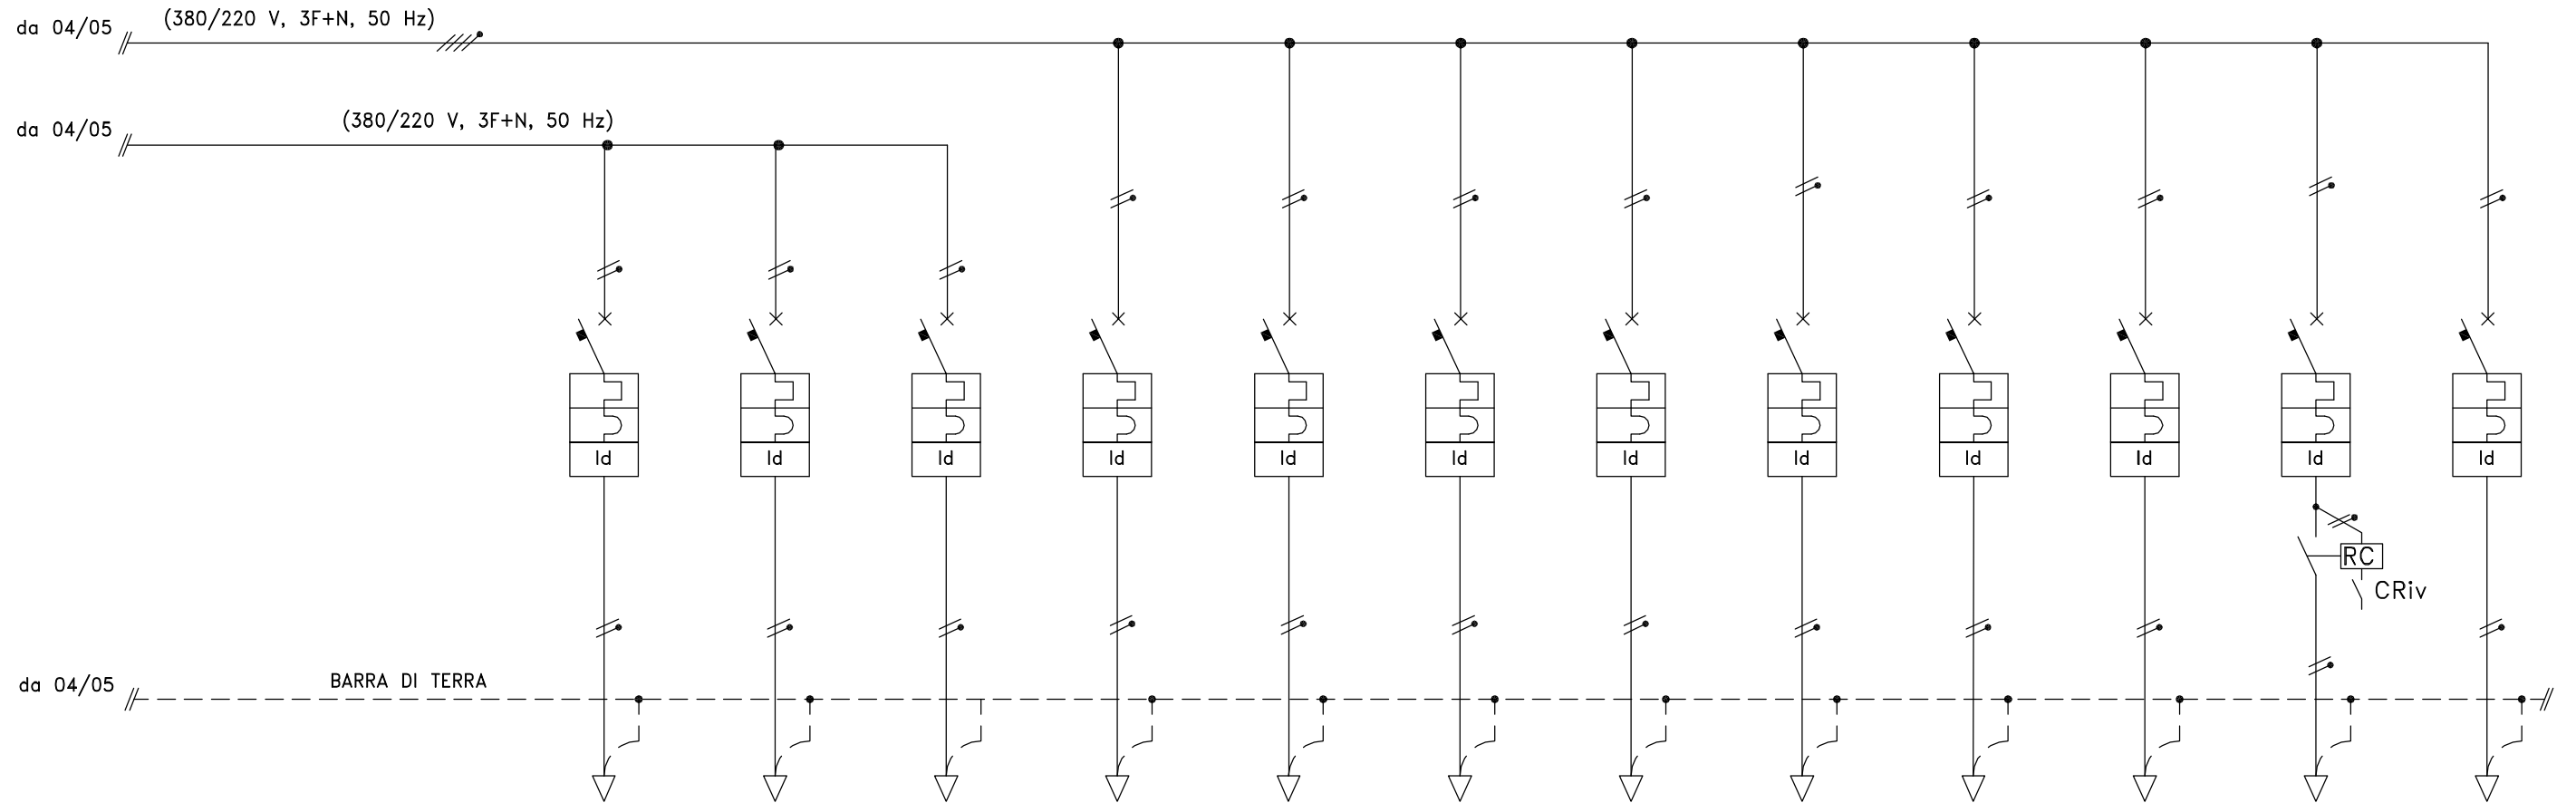 da 04/05 (380/220 V, 3F+N, 50 Hz)
da 04/05 (380/220 V, 3F+N, 50 Hz)
Id Id Id Id Id Id Id Id Id Id Id Id
RC
CRiv
da 04/05 BARRA DI TERRA